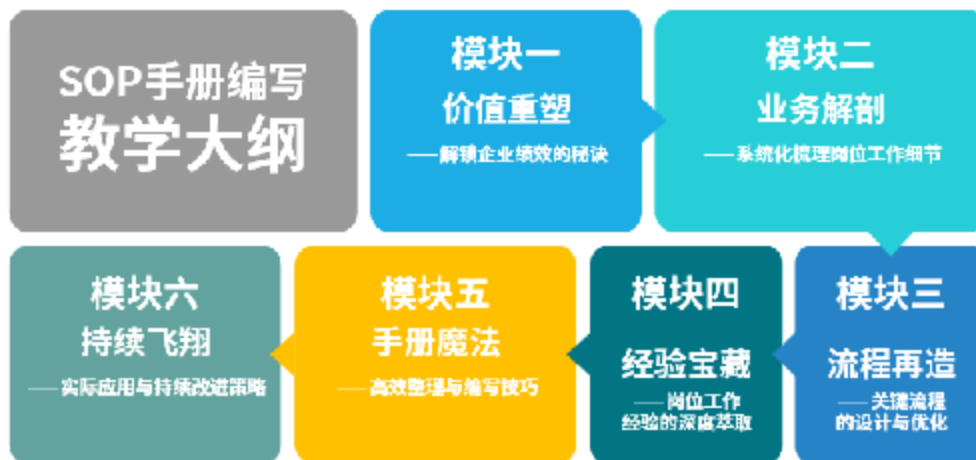 SOP手册编写
教学大纲
模块一
价值重塑
——解锁企业绩效的秘诀
模块二
业务解剖
——系统化梳理岗位工作细节
模块三
流程再造
——关键流程
的设计与优化
模块四
经验宝藏
——岗位工作
经验的深度萃取
模块五
手册魔法
——高效整理与编写技巧
模块六
持续飞翔
——实际应用与持续改进策略